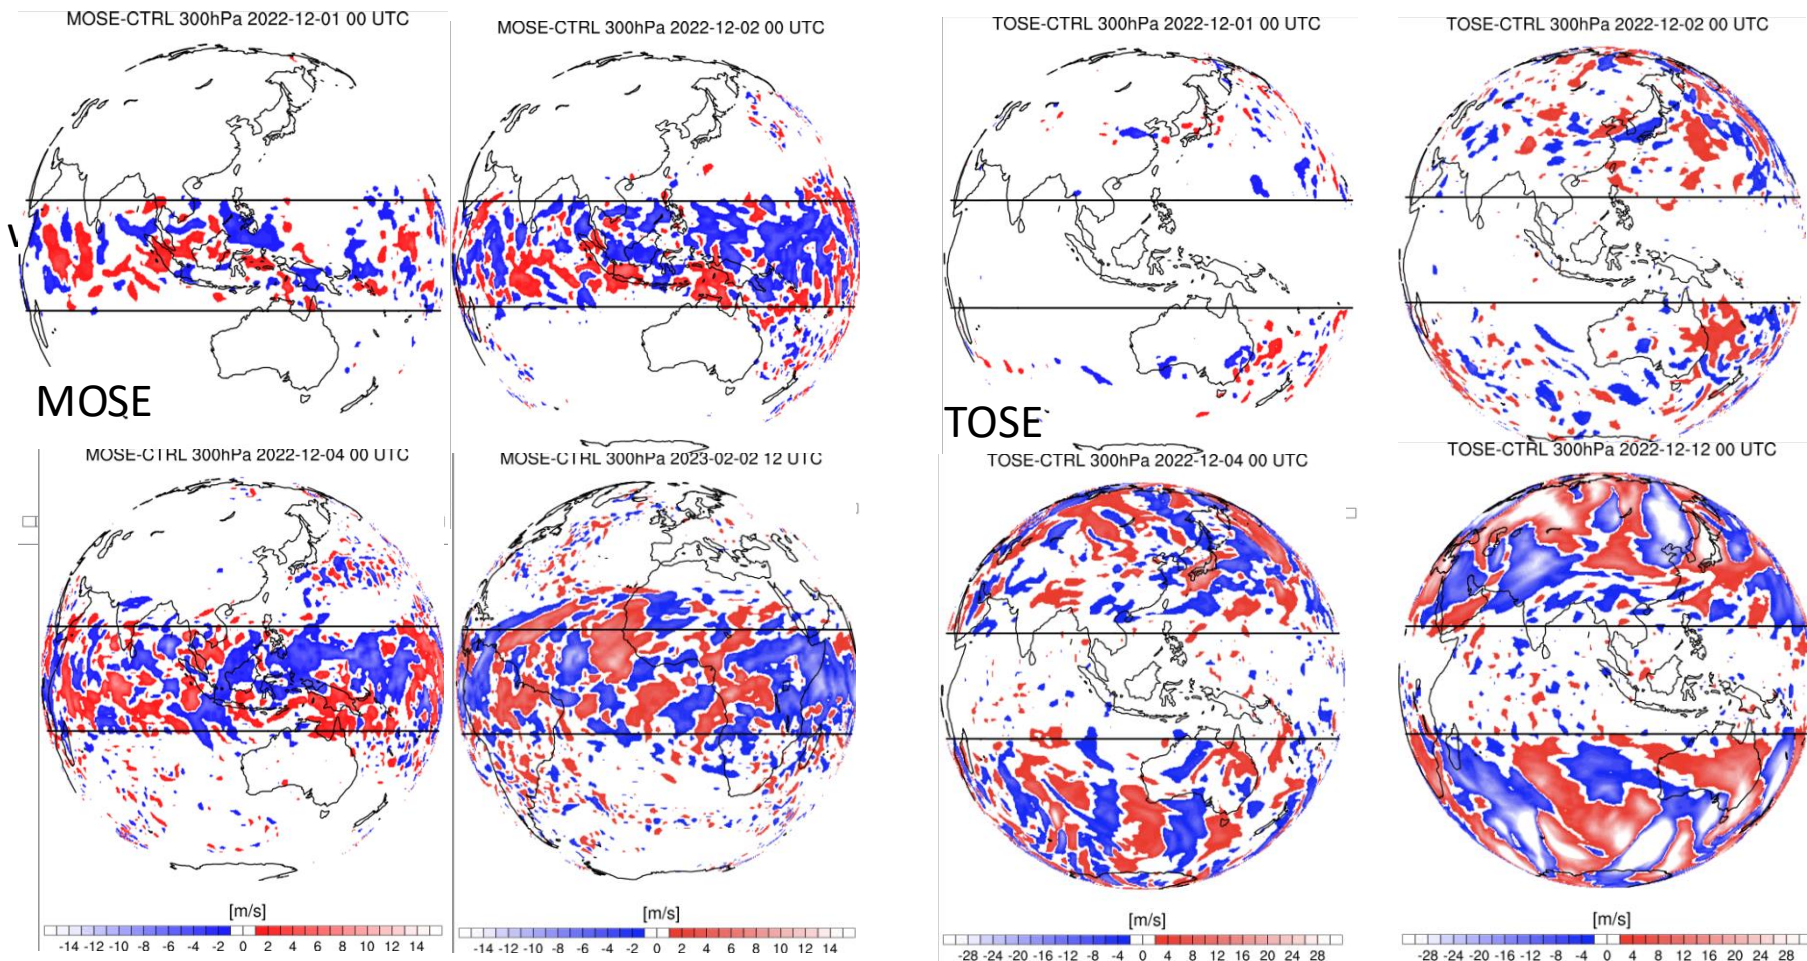 MOSE-CTRL 300hPa 2022-12-01 00 UTC
MOSE-CTRL 300hPa 2022-12-02 00 UTC
TOSE-CTRL 300hPa 2022-12-01 00 UTC
TOSE-CTRL 300hPa 2022-12-02 00 UTC
MOSE
TOSE
MOSE-CTRL 300hPa 2022-12-04 00 UTC
MOSE-CTRL 300hPa 2023-02-02 12 UTC
TOSE-CTRL 300hPa 2022-12-04 00 UTC
TOSE-CTRL 300hPa 2022-12-12 00 UTC
[m/s]
-14 -12 -10 -8 -6 -4 -2 0 2 4 6 8 10 12 14
[m/s]
-14 -12 -10 -8 -6 -4 -2 0 2 4 6 8 10 12 14
[m/s]
-28 -24 -20 -16 -12 -8 -4 0 4 8 12 16 20 24 28
[m/s]
-28 -24 -20 -16 -12 -8 -4 0 4 8 12 16 20 24 28